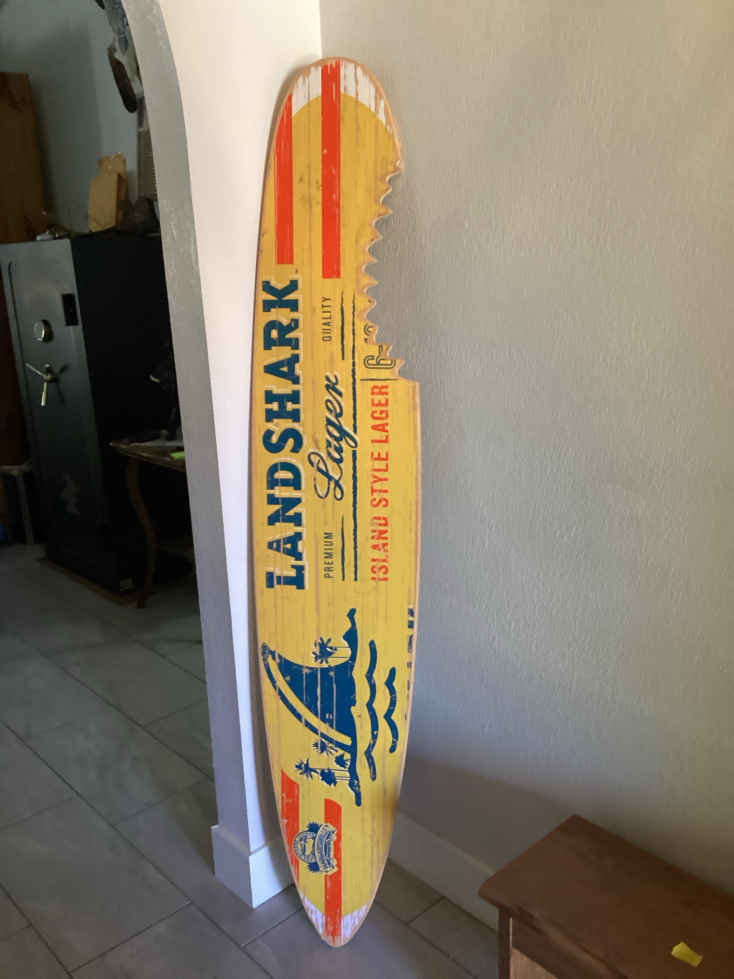 LANDSHARK
PREMIUM
Lager
QUALITY
ISLAND STYLE LAGER